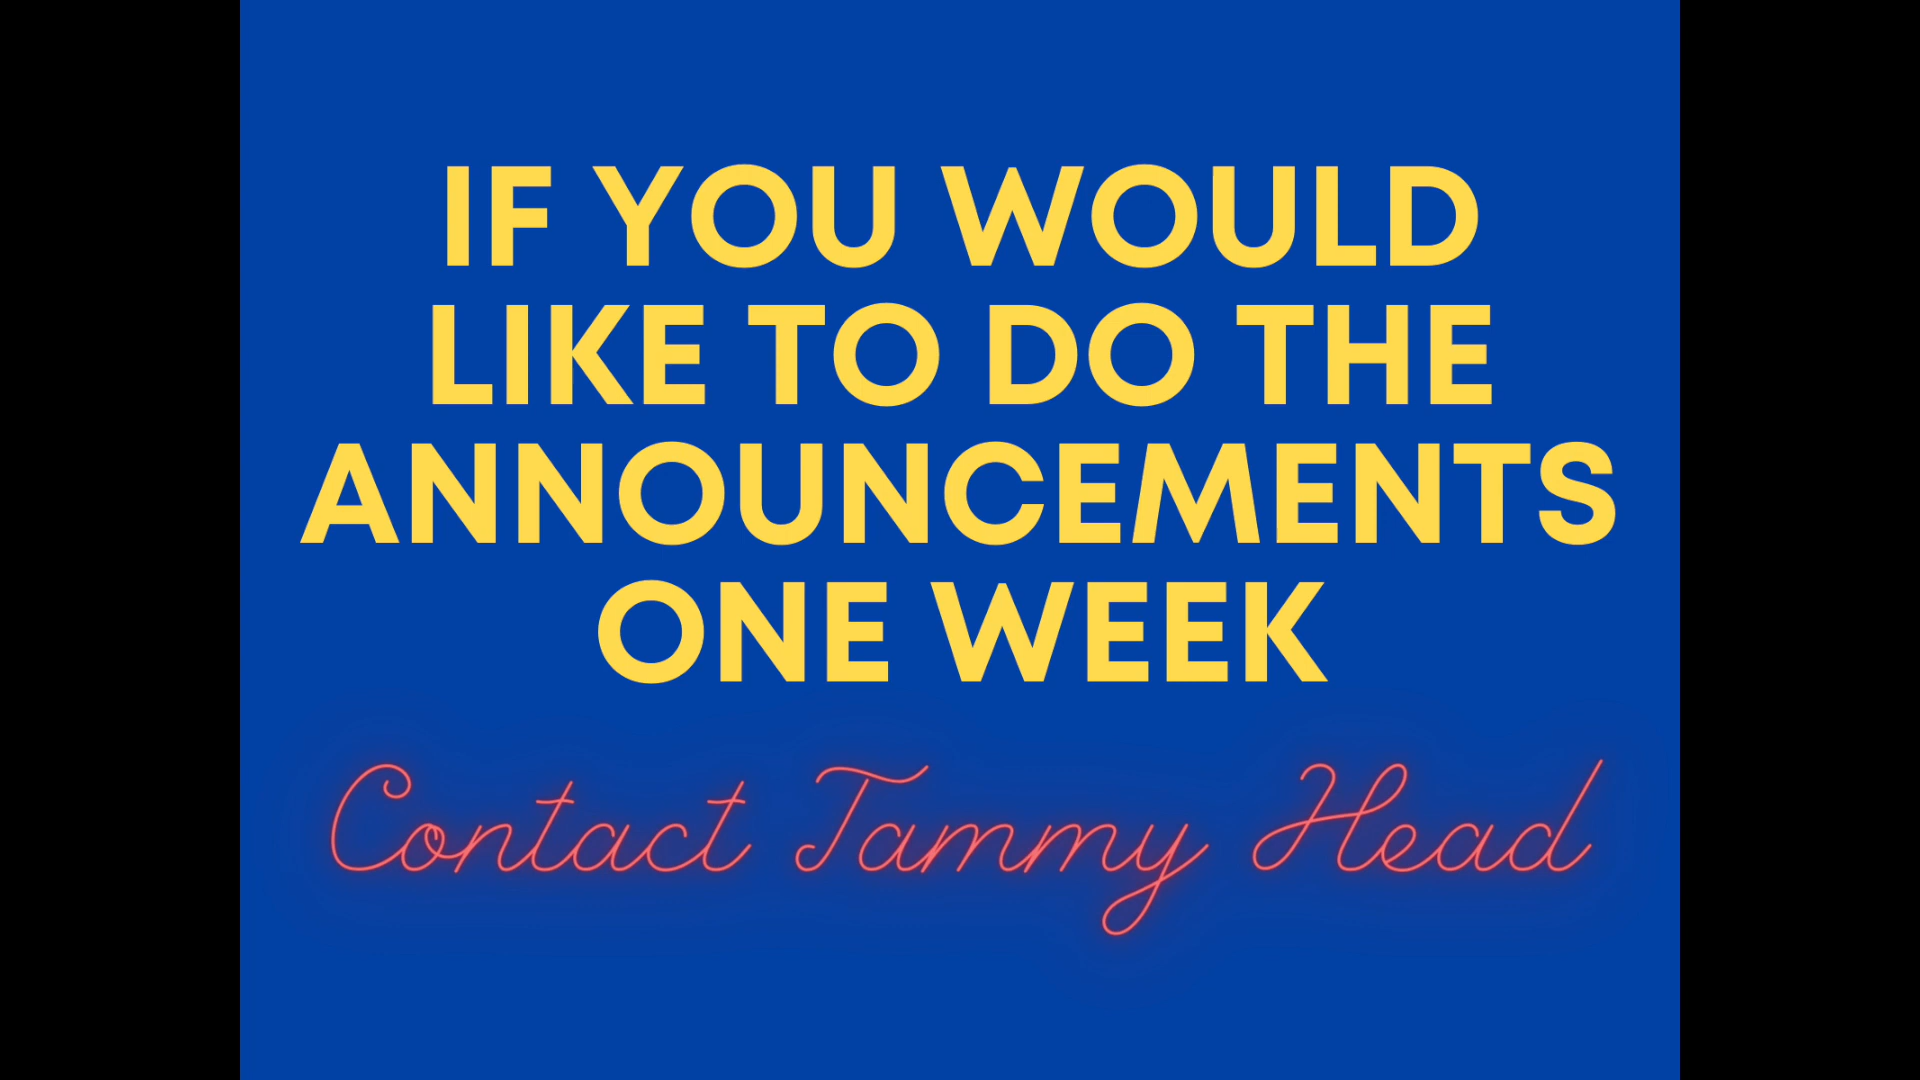 IF YOU WOULD
LIKE TO DO THE
ANNOUNCEMENTS
ONE WEEK
Contact Tammy Head